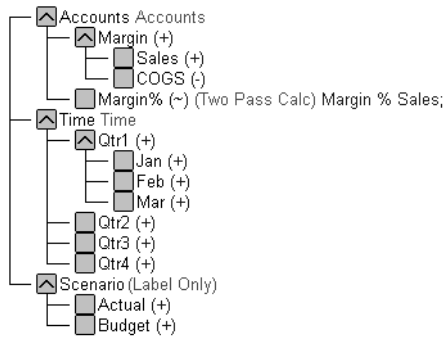 Accounts Accounts
Margin (+)
Sales (+)
COGS (-)
Margin% (~) (Two Pass Calc) Margin % Sales;
Time Time
Qtr1 (+)
Jan (+)
Feb (+)
Mar (+)
Qtr2 (+)
Qtr3 (+)
Qtr4 (+)
Scenario (Label Only)
Actual (+)
Budget (+)